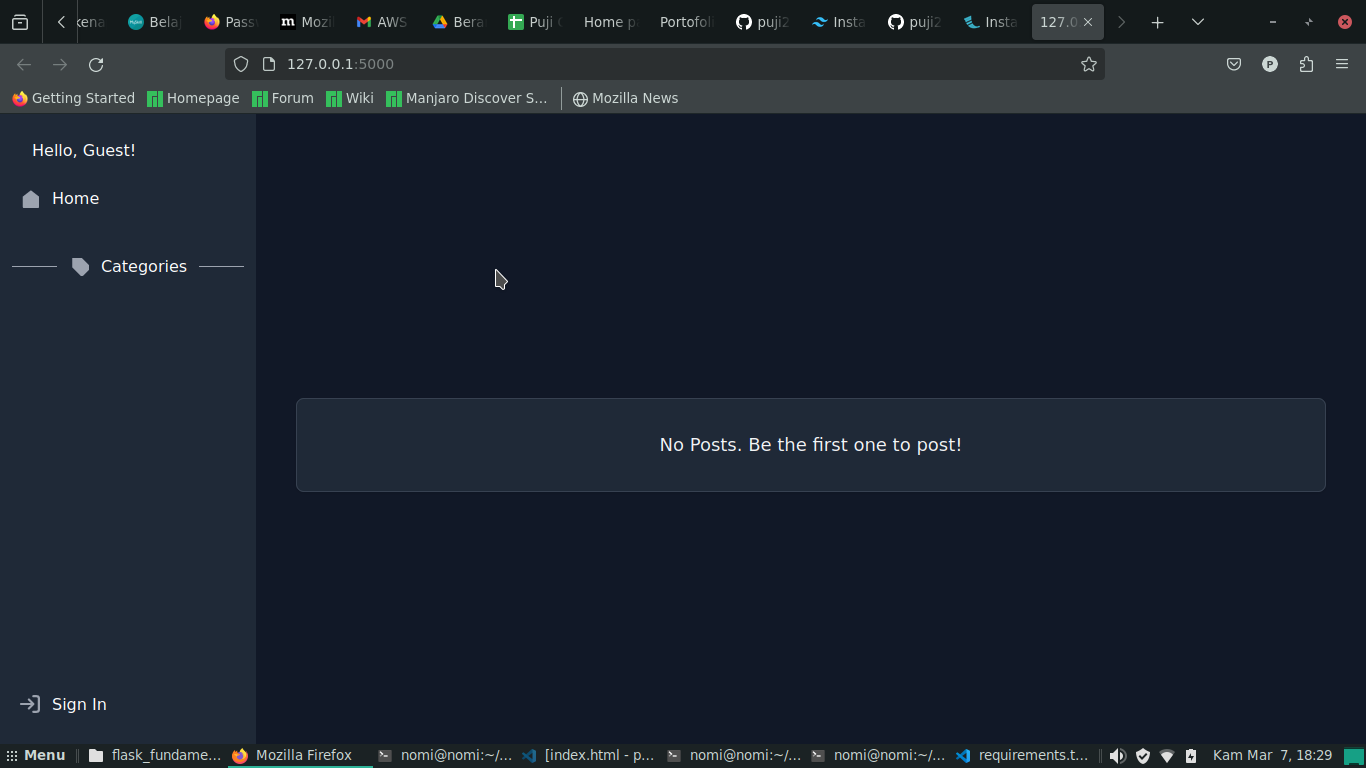 kena Belaj Passw Mozil AWS Bera Puji Home p Portofoli puji2 Insta puji2 Insta 127.0
127.0.0.1:5000 P
Getting Started Homepage Forum Wiki Manjaro Discover S... Mozilla News
Hello, Guest!
Home
Categories
No Posts. Be the first one to post!
Sign In
Menu flask_fundame... Mozilla Firefox nomi@nomi:~/... [index.html - p... nomi@nomi:~/... nomi@nomi:~/... requirements.t... Kam Mar 7, 18:29